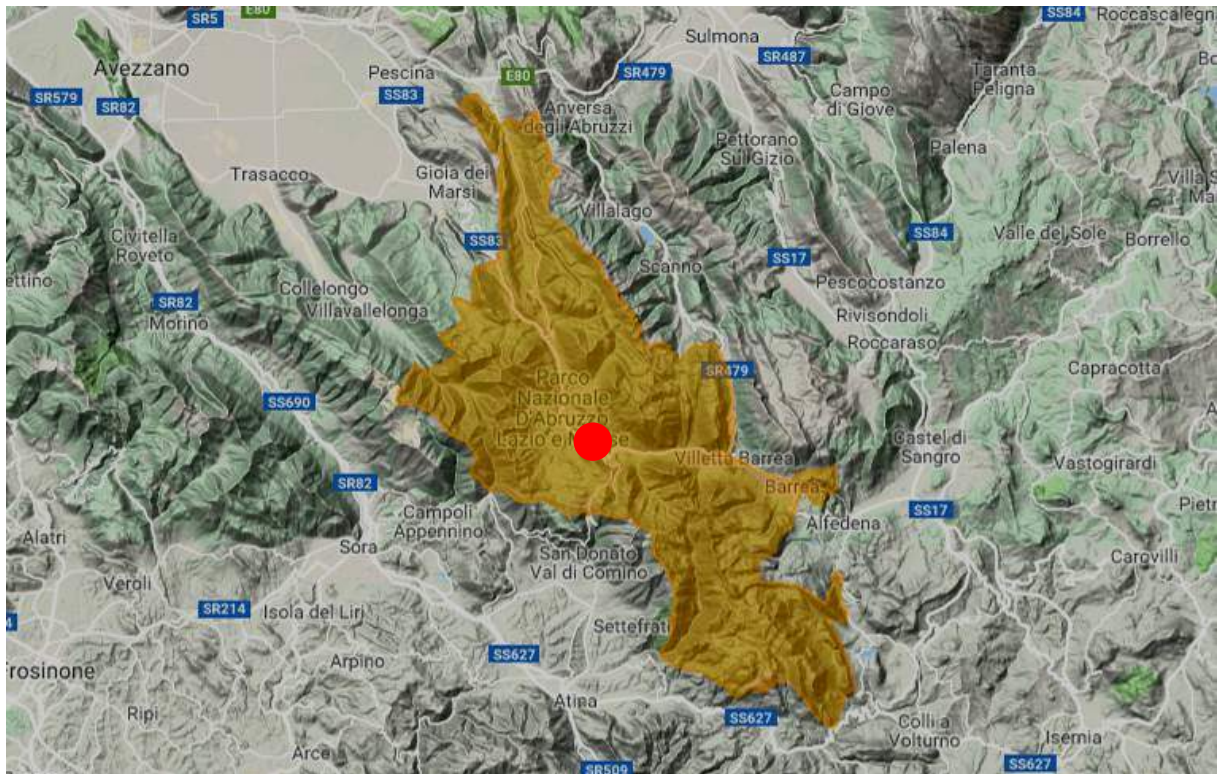 SR5
E80
SS84
Roccascalegna
Avezzano
Sulmona
SR487
Pescina
SS83
E80
SR479
Taranta
Peligna
SR579
SR82
Campo
di Giove
Anversa
degli Abruzzi
Pettorano
Sul Gizio
Palena
Trasacco
Gioia dei
Marsi
Villalago
Civitella
Roveto
SS83
SS84
Valle del Sole
Borrello
Scanno
SS17
Collelongo
Pescocostanzo
SR82
Villavallelonga
Morino
Rivisondoli
Roccaraso
SR479
Capracotta
Parco
Nazionale
D'Abruzzo
SS690
Castel di
Sangro
Villetta Barrea
Vastogirardi
SR82
Barrea
Campoli
Appennino
Alfedena
SS17
Alatri
Sora
San Donato
Val di Comino
Carovilli
Veroli
SR214
Isola del Liri
Settefrati
SS627
Frosinone
Arpino
Atina
Ripi
SS627
Colli a
Volturno
Isernia
Arce
SR509
SS627